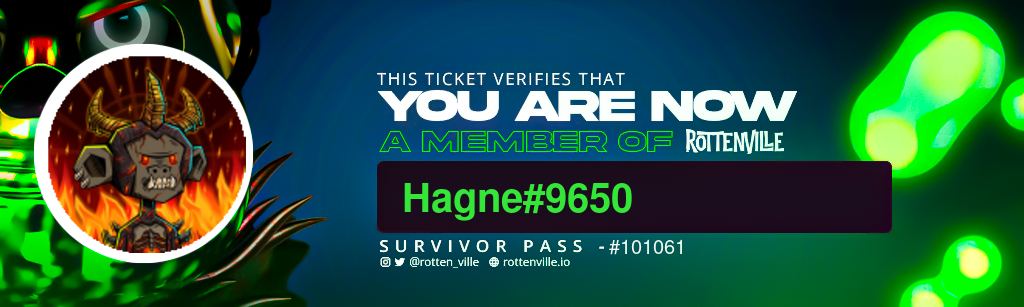 THIS TICKET VERIFIES THAT
YOU ARE NOW
A MEMBER OF ROTTENVILLE
Hagne#9650
SURVIVOR PASS - #101061
@rotten_ville rottenville.io